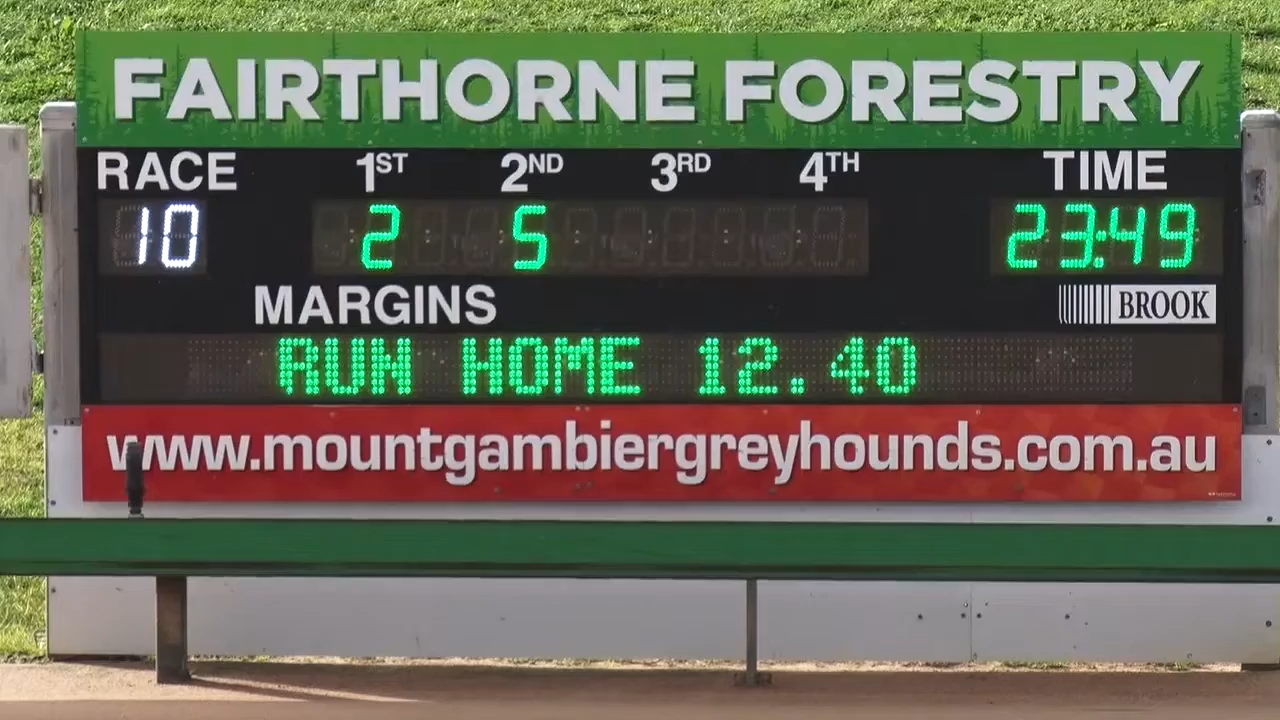 FAIRTHORNE FORESTRY
RACE 1ST 2ND 3RD 4TH TIME
10 2 5 23:49
MARGINS BROOK
RUN HOME 12.40
www.mountgambiergreyhounds.com.au